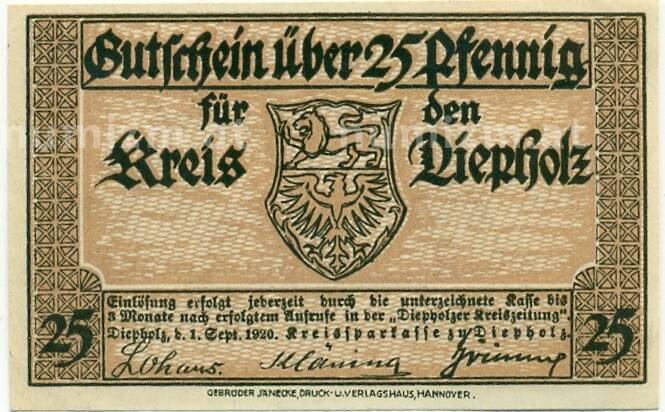 Gutschein über 25 Pfennig
für den
Kreis Diepholz
Einlösung erfolgt jederzeit durch die unterzeichnete Kasse bis
3 Monate nach erfolgtem Aufrufe in der „Diepholzer Kreiszeitung".
Diepholz, d. 1. Sept. 1920. Kreissparkasse zu Diepholz.
25 25
Lohaus.
GEBRÜDER JÄNECKE, DRUCK- U. VERLAGSHAUS, HANNOVER.